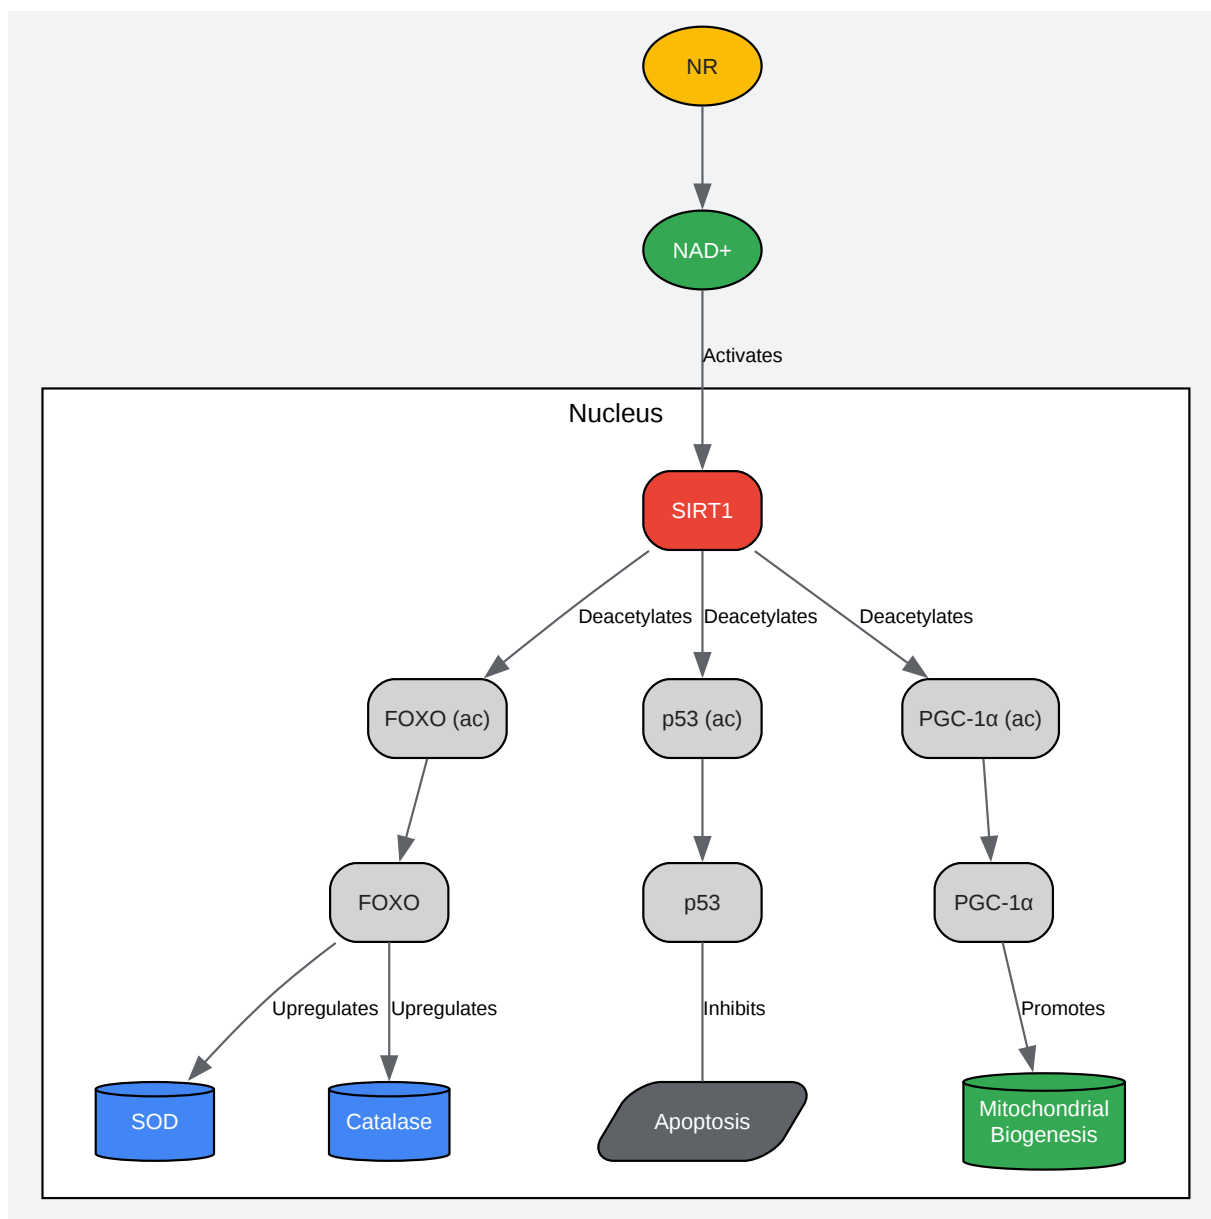 NR
NAD+
Activates
Nucleus
SIRT1
Deacetylates
Deacetylates
Deacetylates
FOXO (ac)
p53 (ac)
PGC-1α (ac)
FOXO
p53
PGC-1α
Upregulates
Upregulates
Inhibits
Promotes
SOD
Catalase
Apoptosis
Mitochondrial
Biogenesis